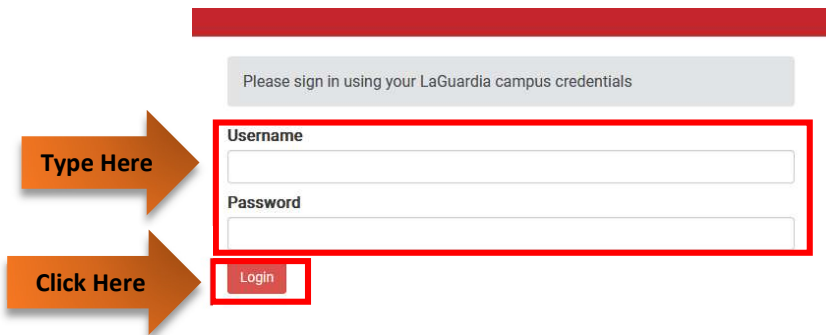 Please sign in using your LaGuardia campus credentials
Username
Type Here
Password
Login
Click Here